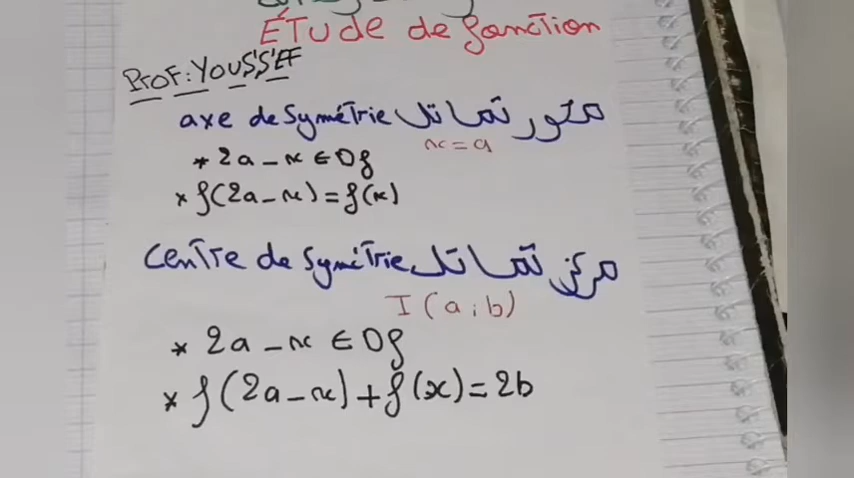 ÉTude de fonction
Prof: YOUSSEF
axe de Symétrie محور تماثل
x = a
* 2a - x ∈ Df
* f(2a - x) = f(x)
Centre de Symétrie مركز تماثل
I(a; b)
* 2a - x ∈ Df
* f(2a - x) + f(x) = 2b